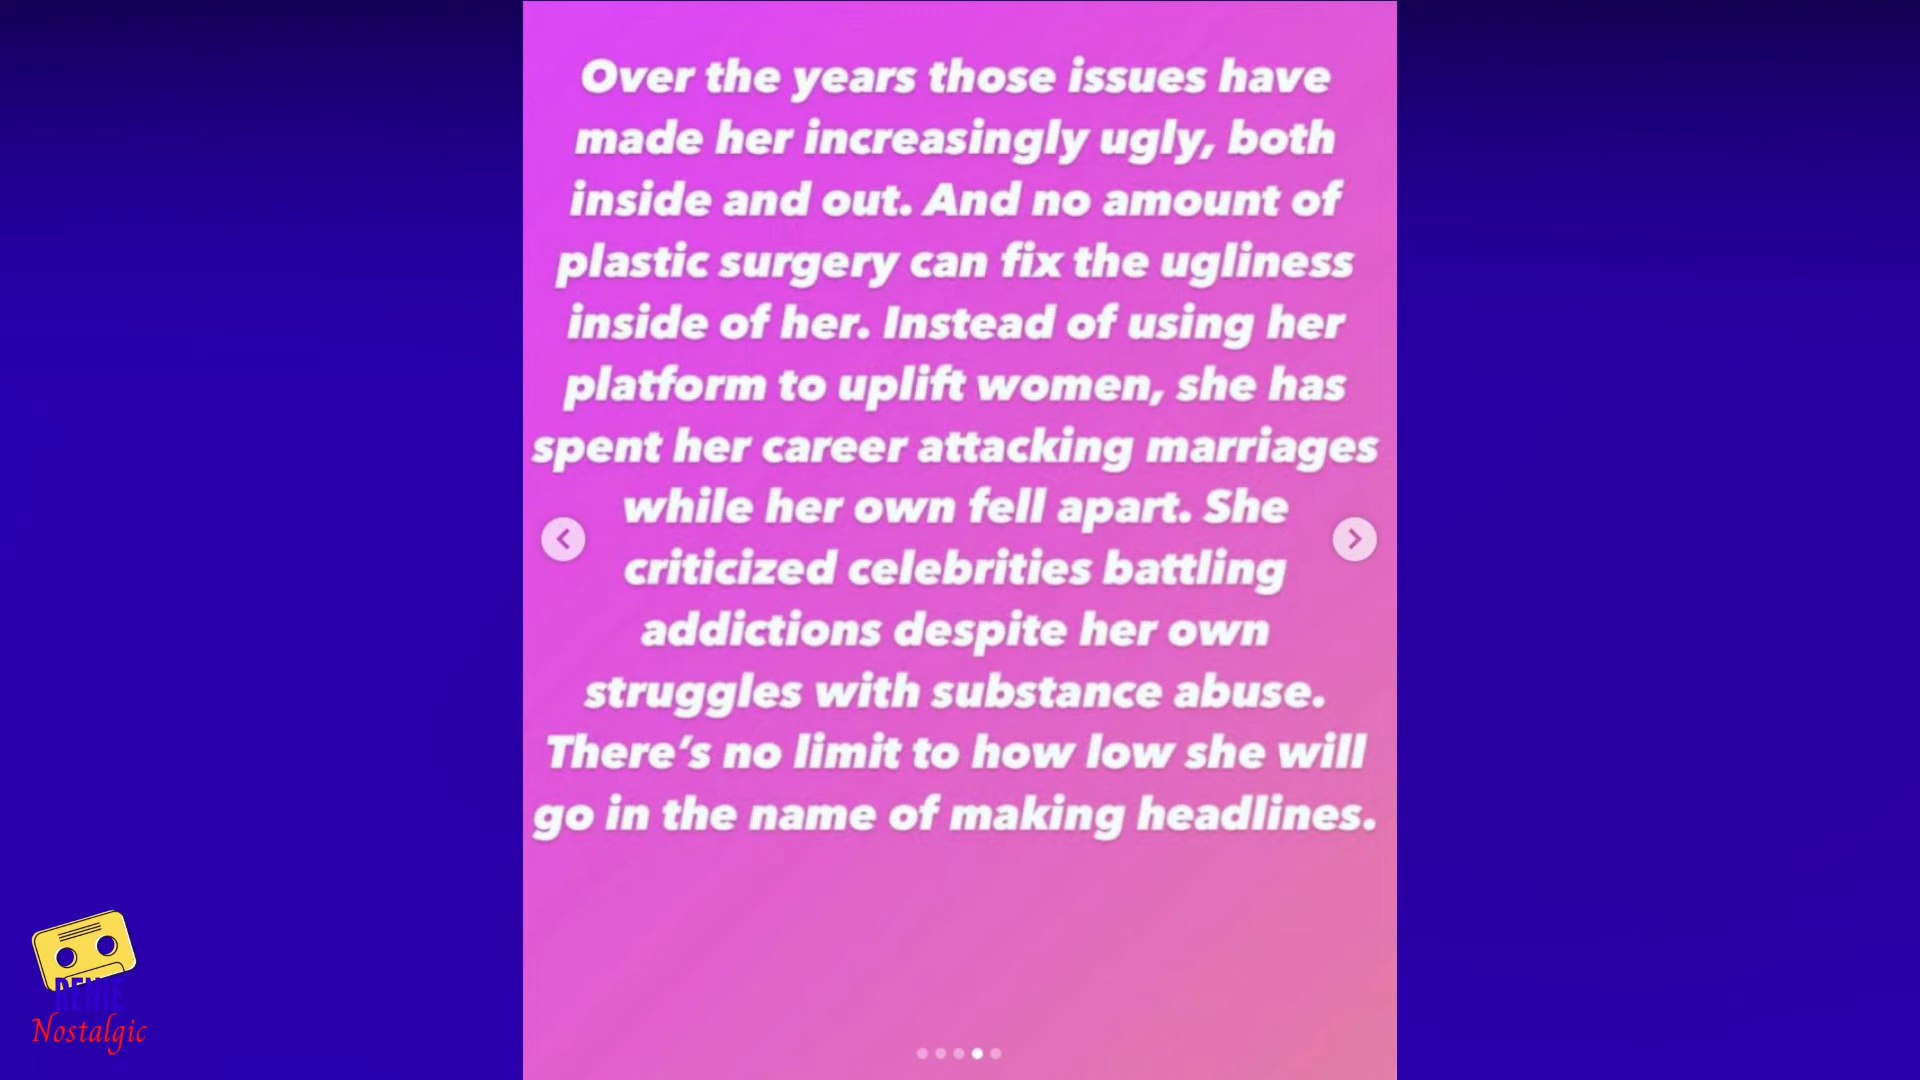 Over the years those issues have
made her increasingly ugly, both
inside and out. And no amount of
plastic surgery can fix the ugliness
inside of her. Instead of using her
platform to uplift women, she has
spent her career attacking marriages
while her own fell apart. She
criticized celebrities battling
addictions despite her own
struggles with substance abuse.
There's no limit to how low she will
go in the name of making headlines.
RENIE
Nostalgic